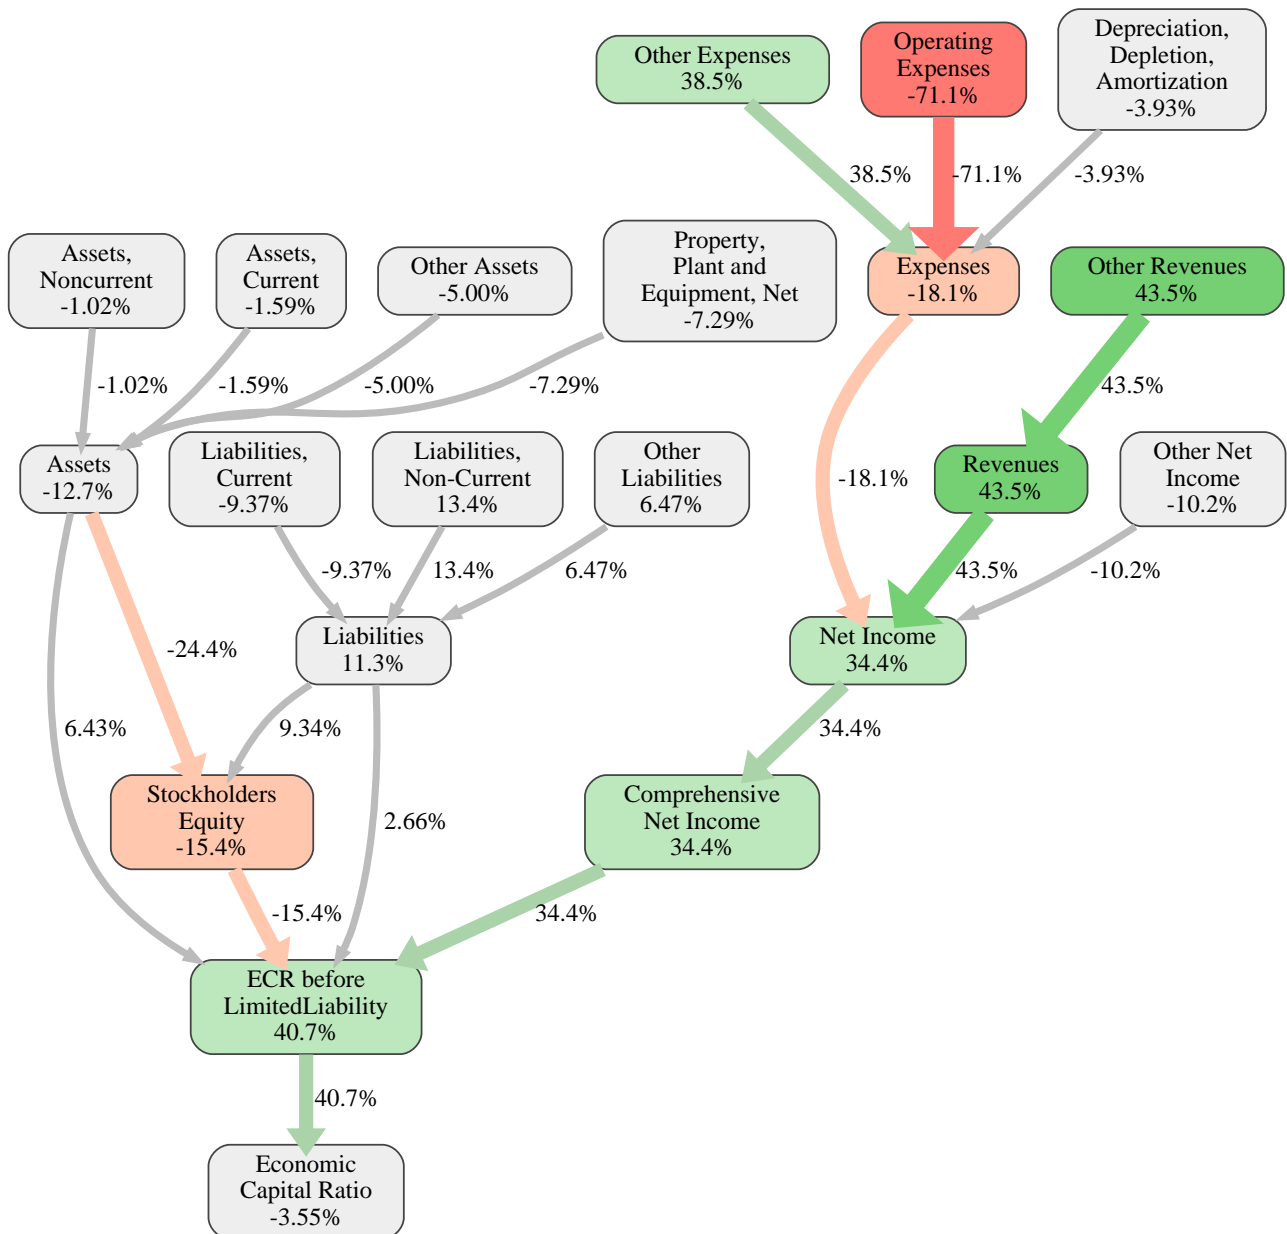 Other Expenses
38.5%
Operating
Expenses
-71.1%
Depreciation,
Depletion,
Amortization
-3.93%
38.5%
-71.1%
-3.93%
Assets,
Noncurrent
-1.02%
Assets,
Current
-1.59%
Other Assets
-5.00%
Property,
Plant and
Equipment, Net
-7.29%
Expenses
-18.1%
Other Revenues
43.5%
-1.02%
-1.59%
-5.00%
-7.29%
43.5%
Assets
-12.7%
Liabilities,
Current
-9.37%
Liabilities,
Non-Current
13.4%
Other
Liabilities
6.47%
-18.1%
Revenues
43.5%
Other Net
Income
-10.2%
-9.37%
13.4%
6.47%
43.5%
-10.2%
-24.4%
Liabilities
11.3%
Net Income
34.4%
6.43%
9.34%
34.4%
Stockholders
Equity
-15.4%
2.66%
Comprehensive
Net Income
34.4%
-15.4%
34.4%
ECR before
LimitedLiability
40.7%
40.7%
Economic
Capital Ratio
-3.55%